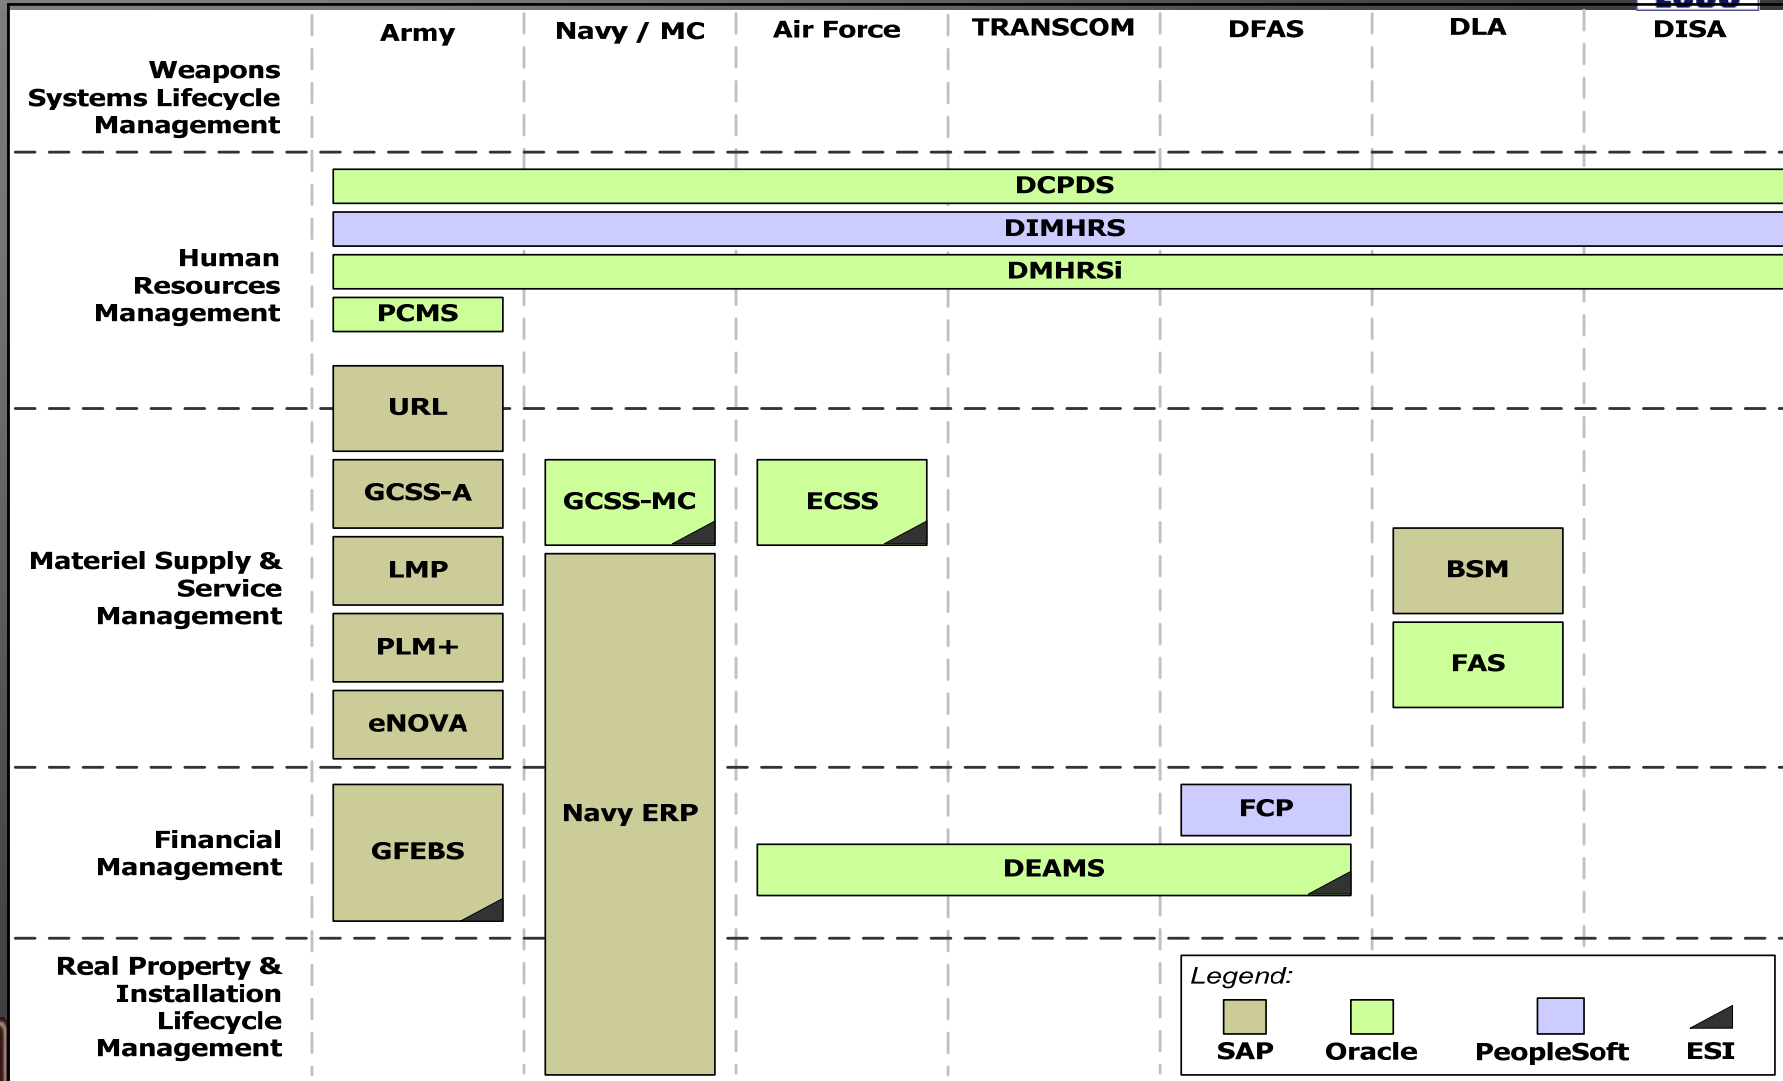 Army
Navy / MC
Air Force
TRANSCOM
DFAS
DLA
DISA
Weapons
Systems Lifecycle
Management
Human
Resources
Management
DCPDS
DIMHRS
DMHRSi
PCMS
URL
Materiel Supply &
Service
Management
GCSS-A
GCSS-MC
ECSS
LMP
BSM
PLM+
FAS
eNOVA
Financial
Management
GFEBS
Navy ERP
FCP
DEAMS
Real Property &
Installation
Lifecycle
Management
Legend:
SAP
Oracle
PeopleSoft
ESI